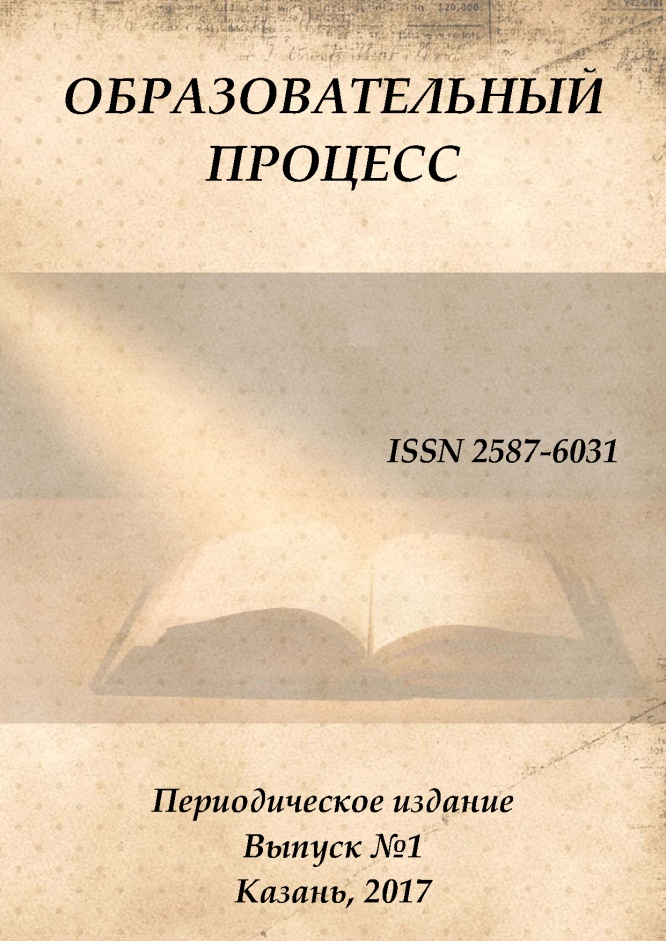 ОБРАЗОВАТЕЛЬНЫЙ
ПРОЦЕСС
ISSN 2587-6031
Периодическое издание
Выпуск №1
Казань, 2017